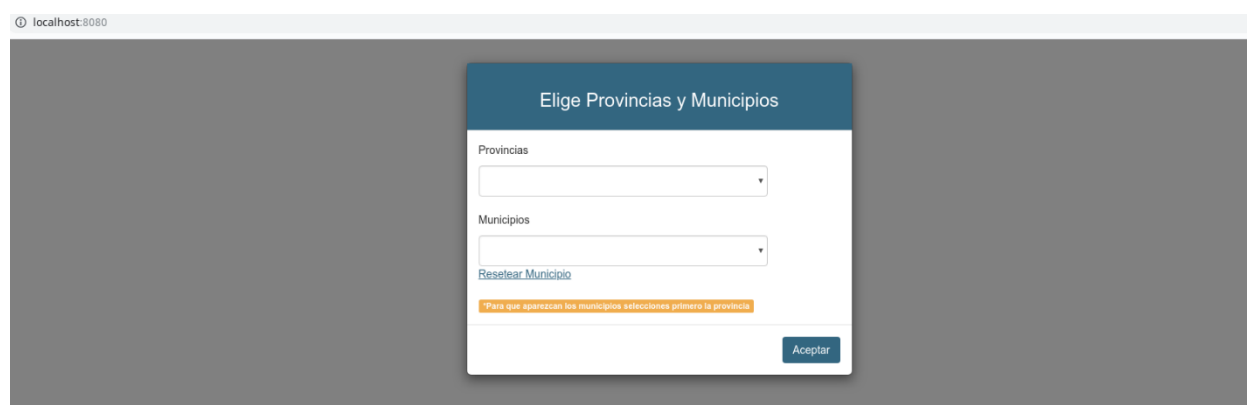 localhost:8080
Elige Provincias y Municipios
Provincias
Municipios
Resetear Municipio
*Para que aparezcan los municipios selecciones primero la provincia
Aceptar